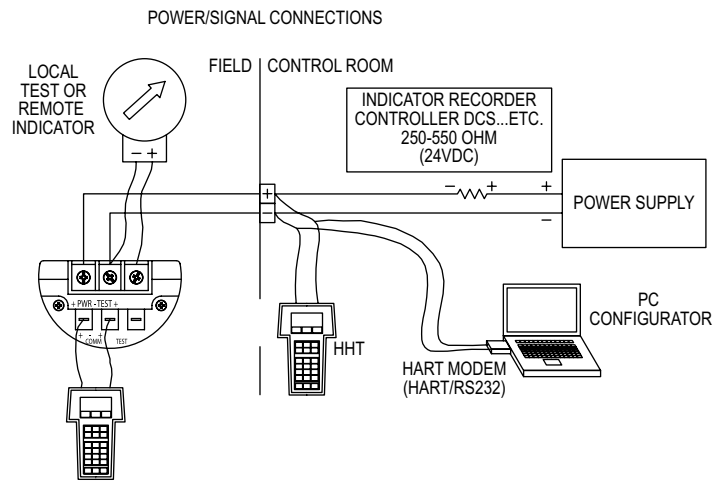 POWER/SIGNAL CONNECTIONS
LOCAL
TEST OR
REMOTE
INDICATOR
- +
FIELD
CONTROL ROOM
INDICATOR RECORDER
CONTROLLER DCS...ETC.
250-550 OHM
(24VDC)
- +
+
-
POWER SUPPLY
+
-
+ PWR - TEST +
+ - +
COMM TEST
HHT
HART MODEM
(HART/RS232)
PC
CONFIGURATOR